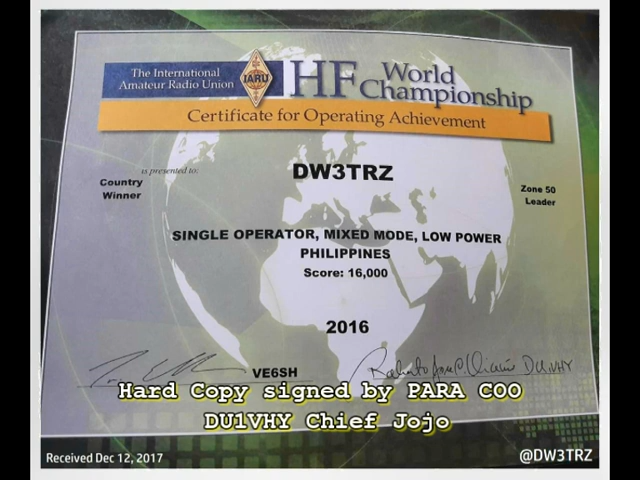 The International
Amateur Radio Union
IARU
HF World
Championship
Certificate for Operating Achievement
is presented to:
DW3TRZ
Country
Winner
Zone 50
Leader
SINGLE OPERATOR, MIXED MODE, LOW POWER
PHILIPPINES
Score: 16,000
2016
VE6SH
DU1VHY
Hard Copy signed by PARA COO
DU1VHY Chief Jojo
Received Dec 12, 2017
@DW3TRZ